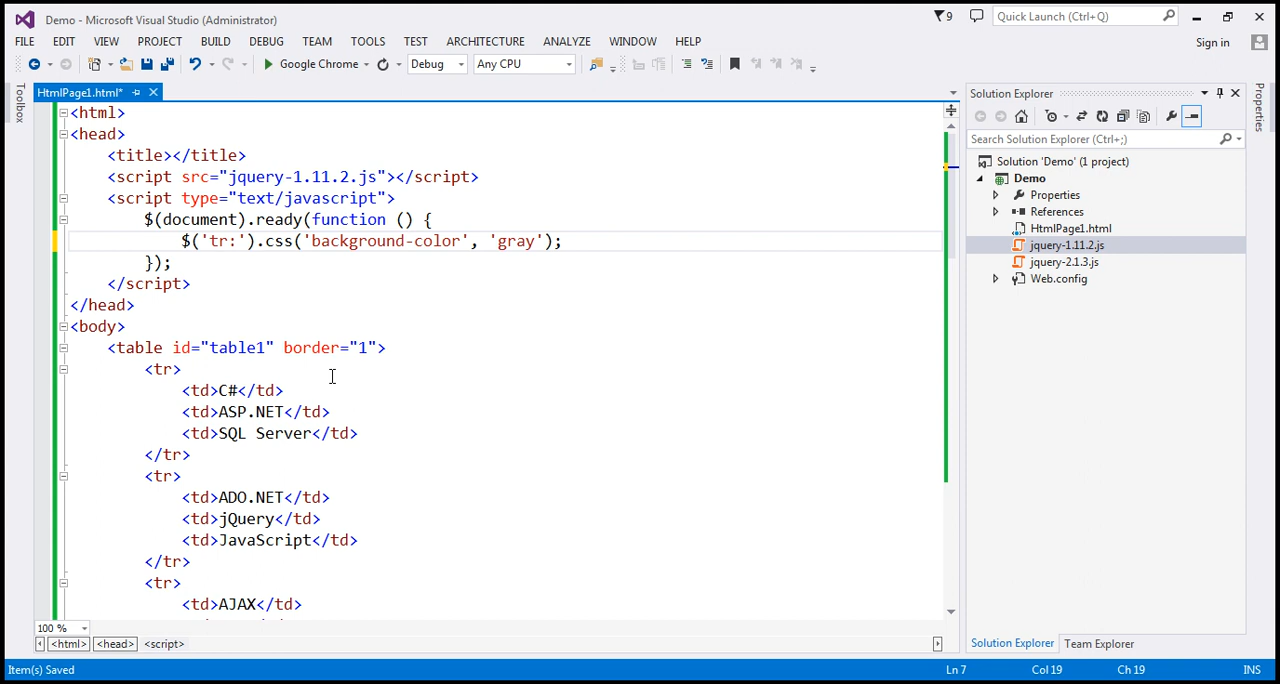 Demo - Microsoft Visual Studio (Administrator)
9
Quick Launch (Ctrl+Q)
FILE EDIT VIEW PROJECT BUILD DEBUG TEAM TOOLS TEST ARCHITECTURE ANALYZE WINDOW HELP
Sign in
Google Chrome
Debug
Any CPU
Toolbox
HtmlPage1.html*
<html>
<head>
<title></title>
<script src="jquery-1.11.2.js"></script>
<script type="text/javascript">
$(document).ready(function () {
$('tr:').css('background-color', 'gray');
});
</script>
</head>
<body>
<table id="table1" border="1">
<tr>
<td>C#</td>
<td>ASP.NET</td>
<td>SQL Server</td>
</tr>
<tr>
<td>ADO.NET</td>
<td>jQuery</td>
<td>JavaScript</td>
</tr>
<tr>
<td>AJAX</td>
100 %
<html> <head> <script>
Solution Explorer
Search Solution Explorer (Ctrl+;)
Solution 'Demo' (1 project)
Demo
Properties
References
HtmlPage1.html
jquery-1.11.2.js
jquery-2.1.3.js
Web.config
Solution Explorer Team Explorer
Properties
Item(s) Saved
Ln 7 Col 19 Ch 19 INS